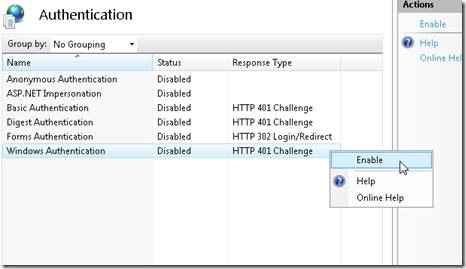 Authentication
Group by: No Grouping
Name Status Response Type
Anonymous Authentication Disabled
ASP.NET Impersonation Disabled
Basic Authentication Disabled HTTP 401 Challenge
Digest Authentication Disabled HTTP 401 Challenge
Forms Authentication Disabled HTTP 302 Login/Redirect
Windows Authentication Disabled HTTP 401 Challenge
Enable
Help
Online Help
Actions
Enable
Help
Online Help